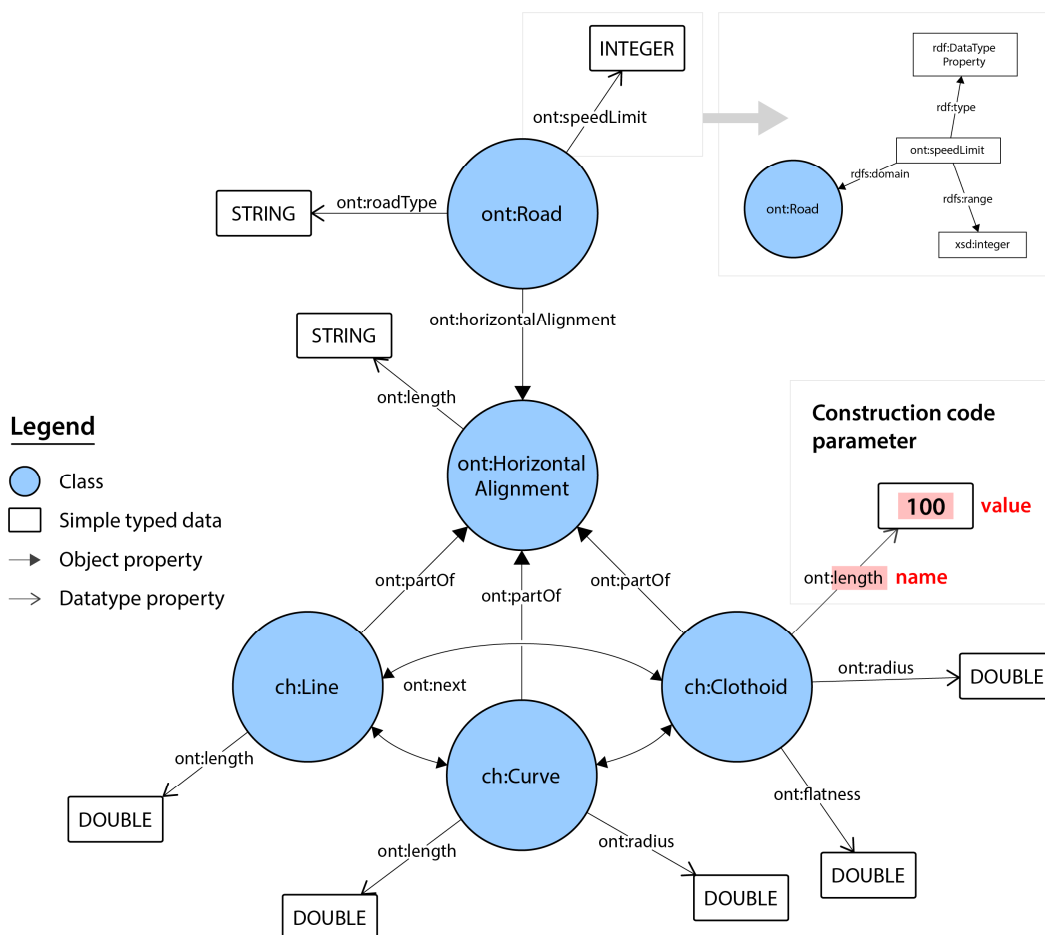 INTEGER
ont:speedLimit
rdf:DataType
Property
rdf:type
ont:speedLimit
rdfs:domain
rdfs:range
ont:Road
xsd:integer
STRING
ont:roadType
ont:Road
ont:horizontalAlignment
STRING
ont:length
ont:Horizontal
Alignment
Legend
Class
Simple typed data
Object property
Datatype property
Construction code
parameter
100
value
ont:length
name
ont:partOf
ont:partOf
ont:partOf
ch:Line
ont:next
ch:Clothoid
ont:radius
DOUBLE
ont:length
DOUBLE
ch:Curve
ont:flatness
DOUBLE
ont:length
DOUBLE
ont:radius
DOUBLE